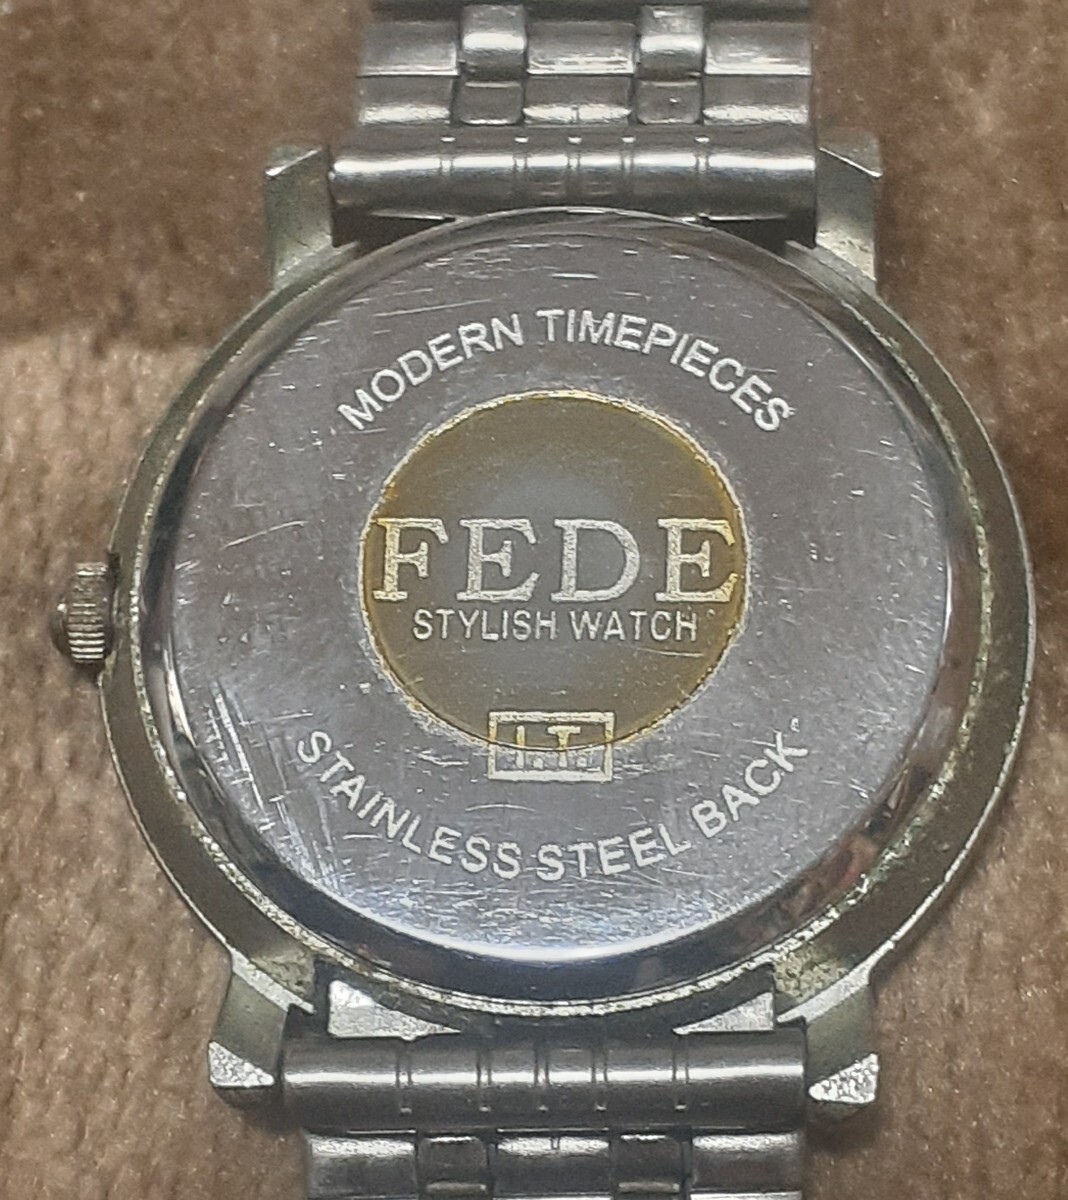 MODERN TIMEPIECES
FEDE
STYLISH WATCH
I.T.
STAINLESS STEEL BACK